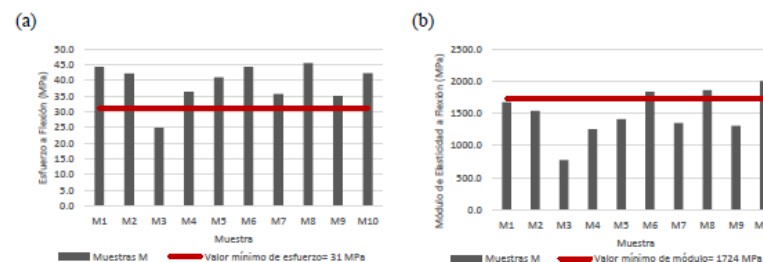 (a)
(b)
Esfuerzo a Flexión (MPa)
50.0
45.0
40.0
35.0
30.0
25.0
20.0
15.0
10.0
5.0
0.0
M1 M2 M3 M4 M5 M6 M7 M8 M9 M10
Muestra
Muestras M Valor mínimo de esfuerzo= 31 MPa
Módulo de Elasticidad a Flexión (MPa)
2500.0
2000.0
1500.0
1000.0
500.0
0.0
M1 M2 M3 M4 M5 M6 M7 M8 M9
Muestra
Muestras M Valor mínimo de módulo= 1724 MPa